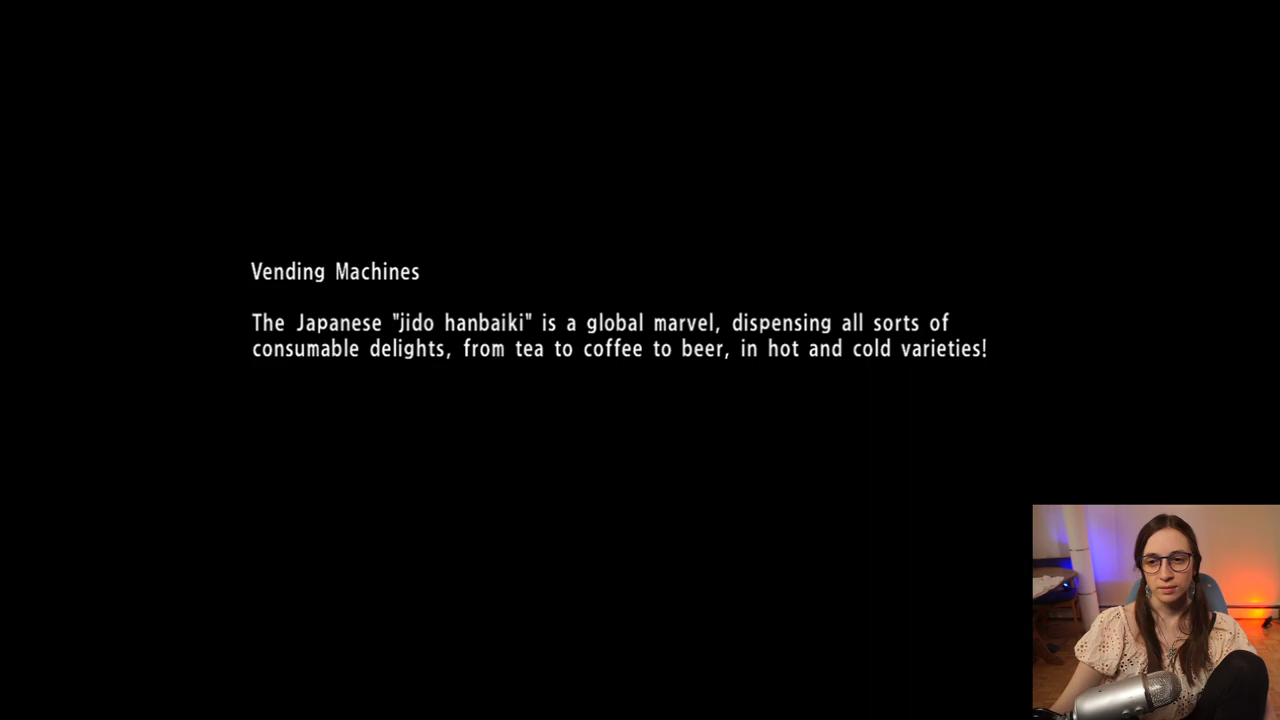 Vending Machines
The Japanese "jido hanbaiki" is a global marvel, dispensing all sorts of
consumable delights, from tea to coffee to beer, in hot and cold varieties!